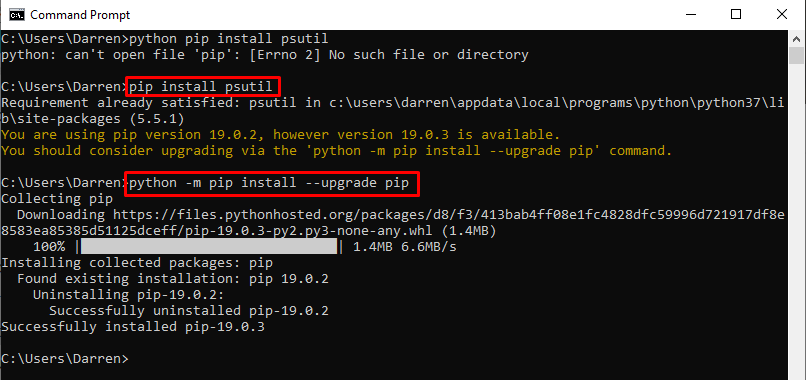 Command Prompt
C:\Users\Darren>python pip install psutil
python: can't open file 'pip': [Errno 2] No such file or directory
C:\Users\Darren>pip install psutil
Requirement already satisfied: psutil in c:\users\darren\appdata\local\programs\python\python37\li
b\site-packages (5.5.1)
You are using pip version 19.0.2, however version 19.0.3 is available.
You should consider upgrading via the 'python -m pip install --upgrade pip' command.
C:\Users\Darren>python -m pip install --upgrade pip
Collecting pip
  Downloading https://files.pythonhosted.org/packages/d8/f3/413bab4ff08e1fc4828dfc59996d721917df8e
8583ea85385d51125dceff/pip-19.0.3-py2.py3-none-any.whl (1.4MB)
    100% |████████████████████████████████| 1.4MB 6.6MB/s
Installing collected packages: pip
  Found existing installation: pip 19.0.2
    Uninstalling pip-19.0.2:
      Successfully uninstalled pip-19.0.2
Successfully installed pip-19.0.3
C:\Users\Darren>